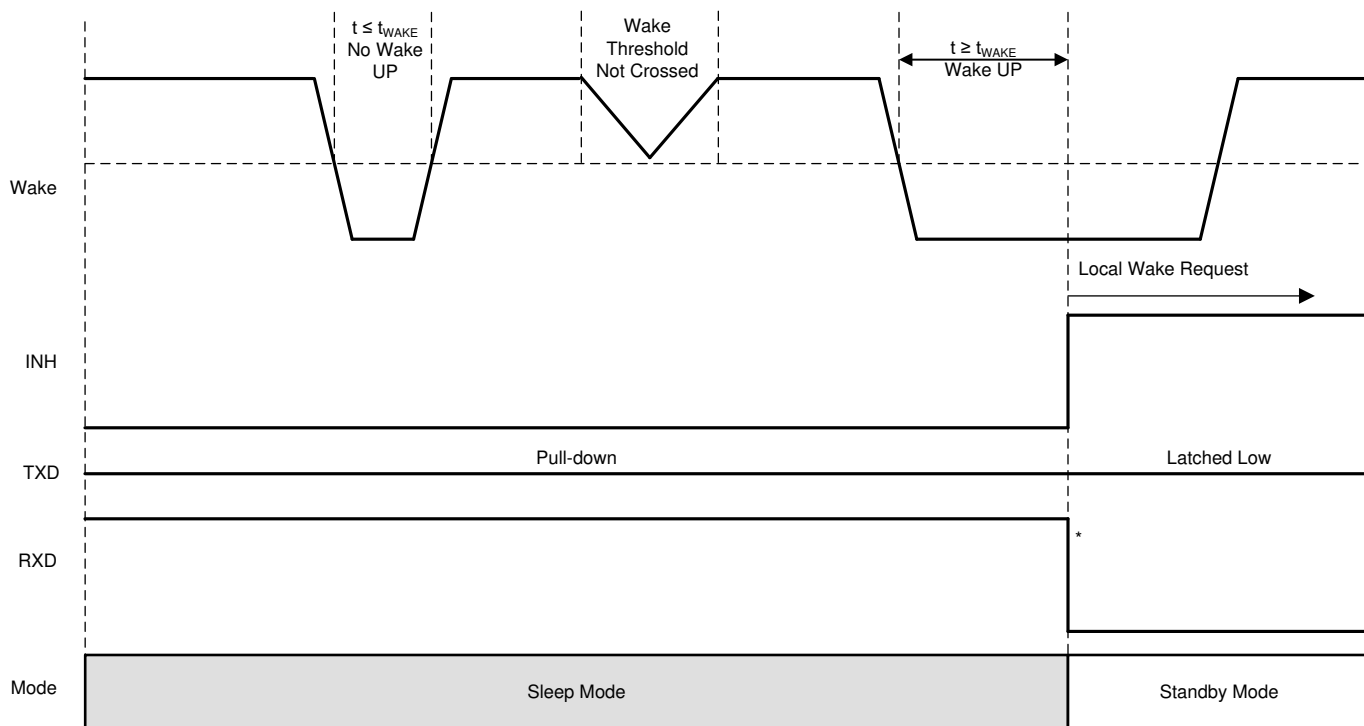 t ≤ tWAKE
No Wake
UP
Wake
Threshold
Not Crossed
t ≥ tWAKE
Wake UP
Wake
Local Wake Request
INH
Pull-down
Latched Low
TXD
*
RXD
Mode
Sleep Mode
Standby Mode